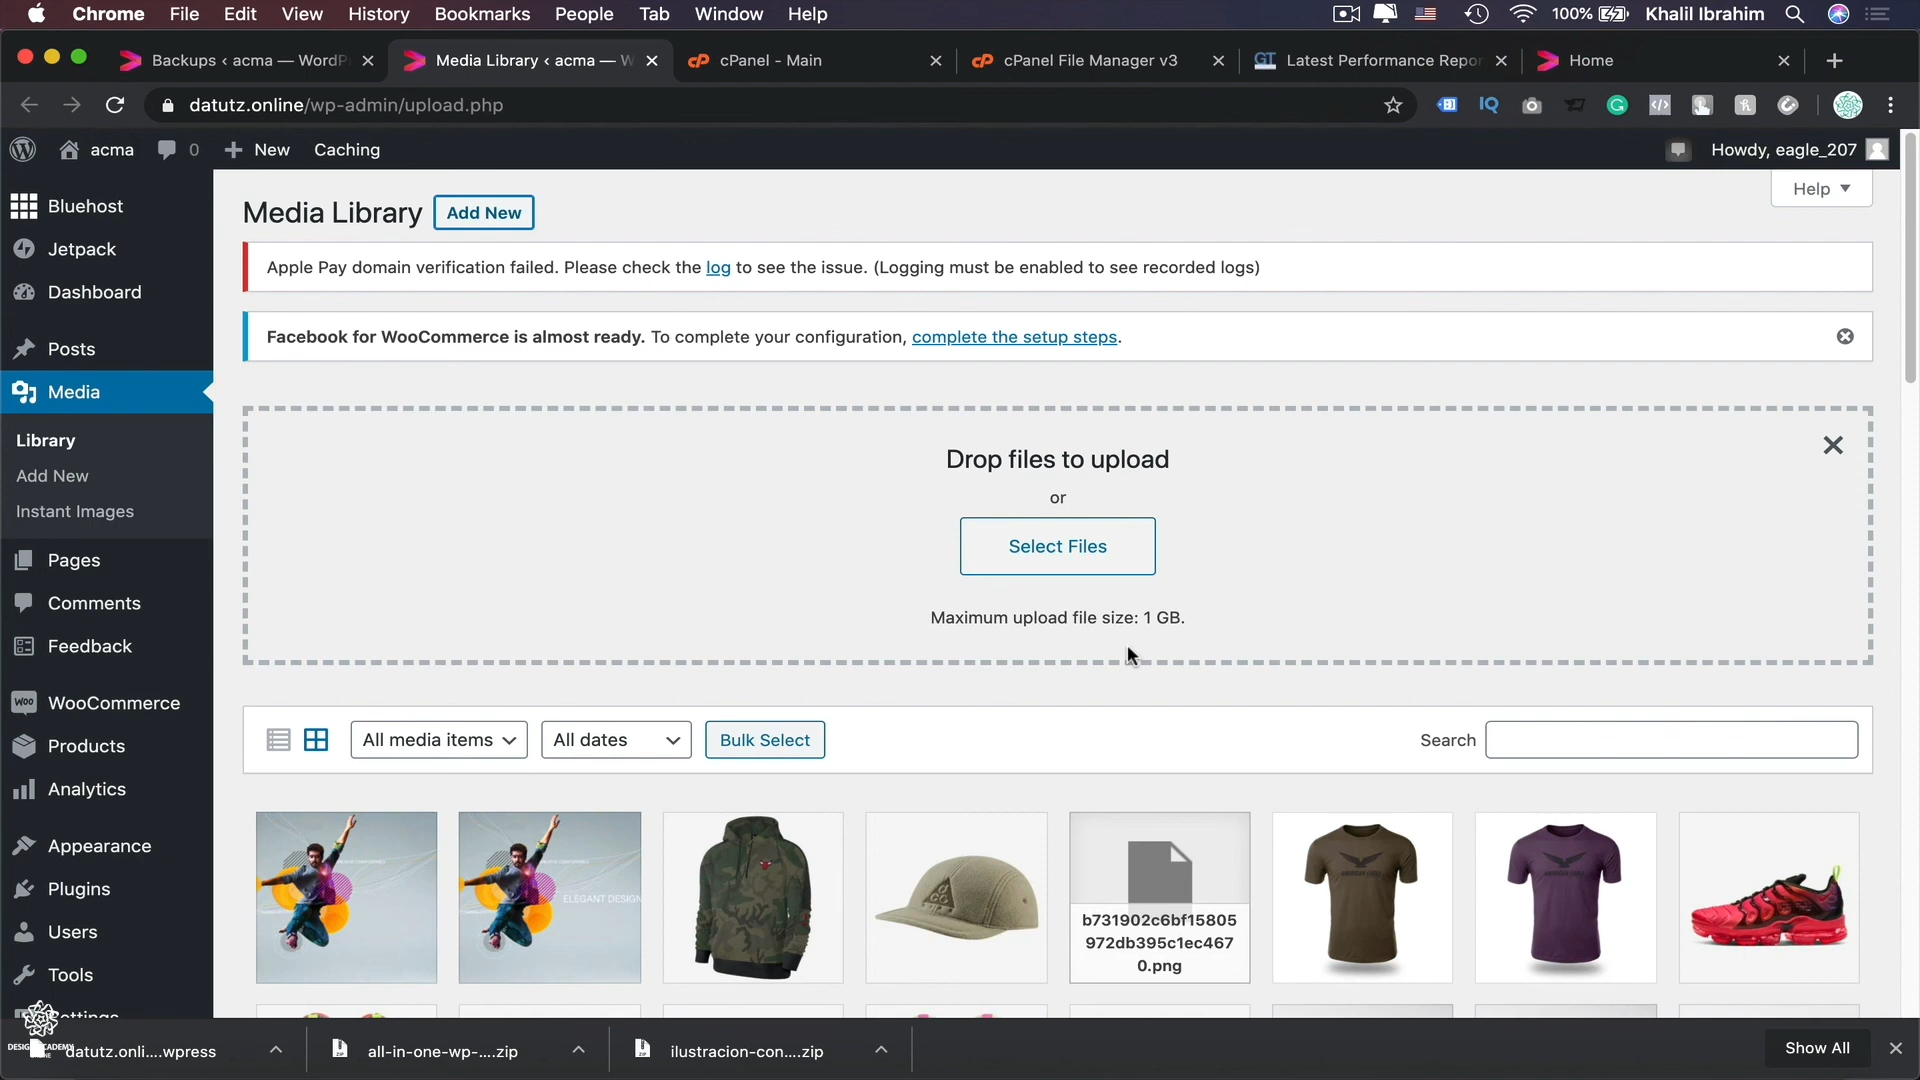 Chrome File Edit View History Bookmarks People Tab Window Help
100% Khalil Ibrahim
Backups ‹ acma — WordP
Media Library ‹ acma — W
cPanel - Main
cPanel File Manager v3
GT Latest Performance Repor
Home
datutz.online/wp-admin/upload.php
acma 0 New Caching
Howdy, eagle_207
Bluehost
Jetpack
Dashboard
Posts
Media
Library
Add New
Instant Images
Pages
Comments
Feedback
Woo WooCommerce
Products
Analytics
Appearance
Plugins
Users
Tools
Help
Media Library Add New
Apple Pay domain verification failed. Please check the log to see the issue. (Logging must be enabled to see recorded logs)
Facebook for WooCommerce is almost ready. To complete your configuration, complete the setup steps.
Drop files to upload
or
Select Files
Maximum upload file size: 1 GB.
All media items All dates Bulk Select Search
ELEGANT DESIGN
b731902c6bf15805
972db395c1ec467
0.png
datutz.onli....wpress
all-in-one-wp-....zip
ilustracion-con....zip
Show All